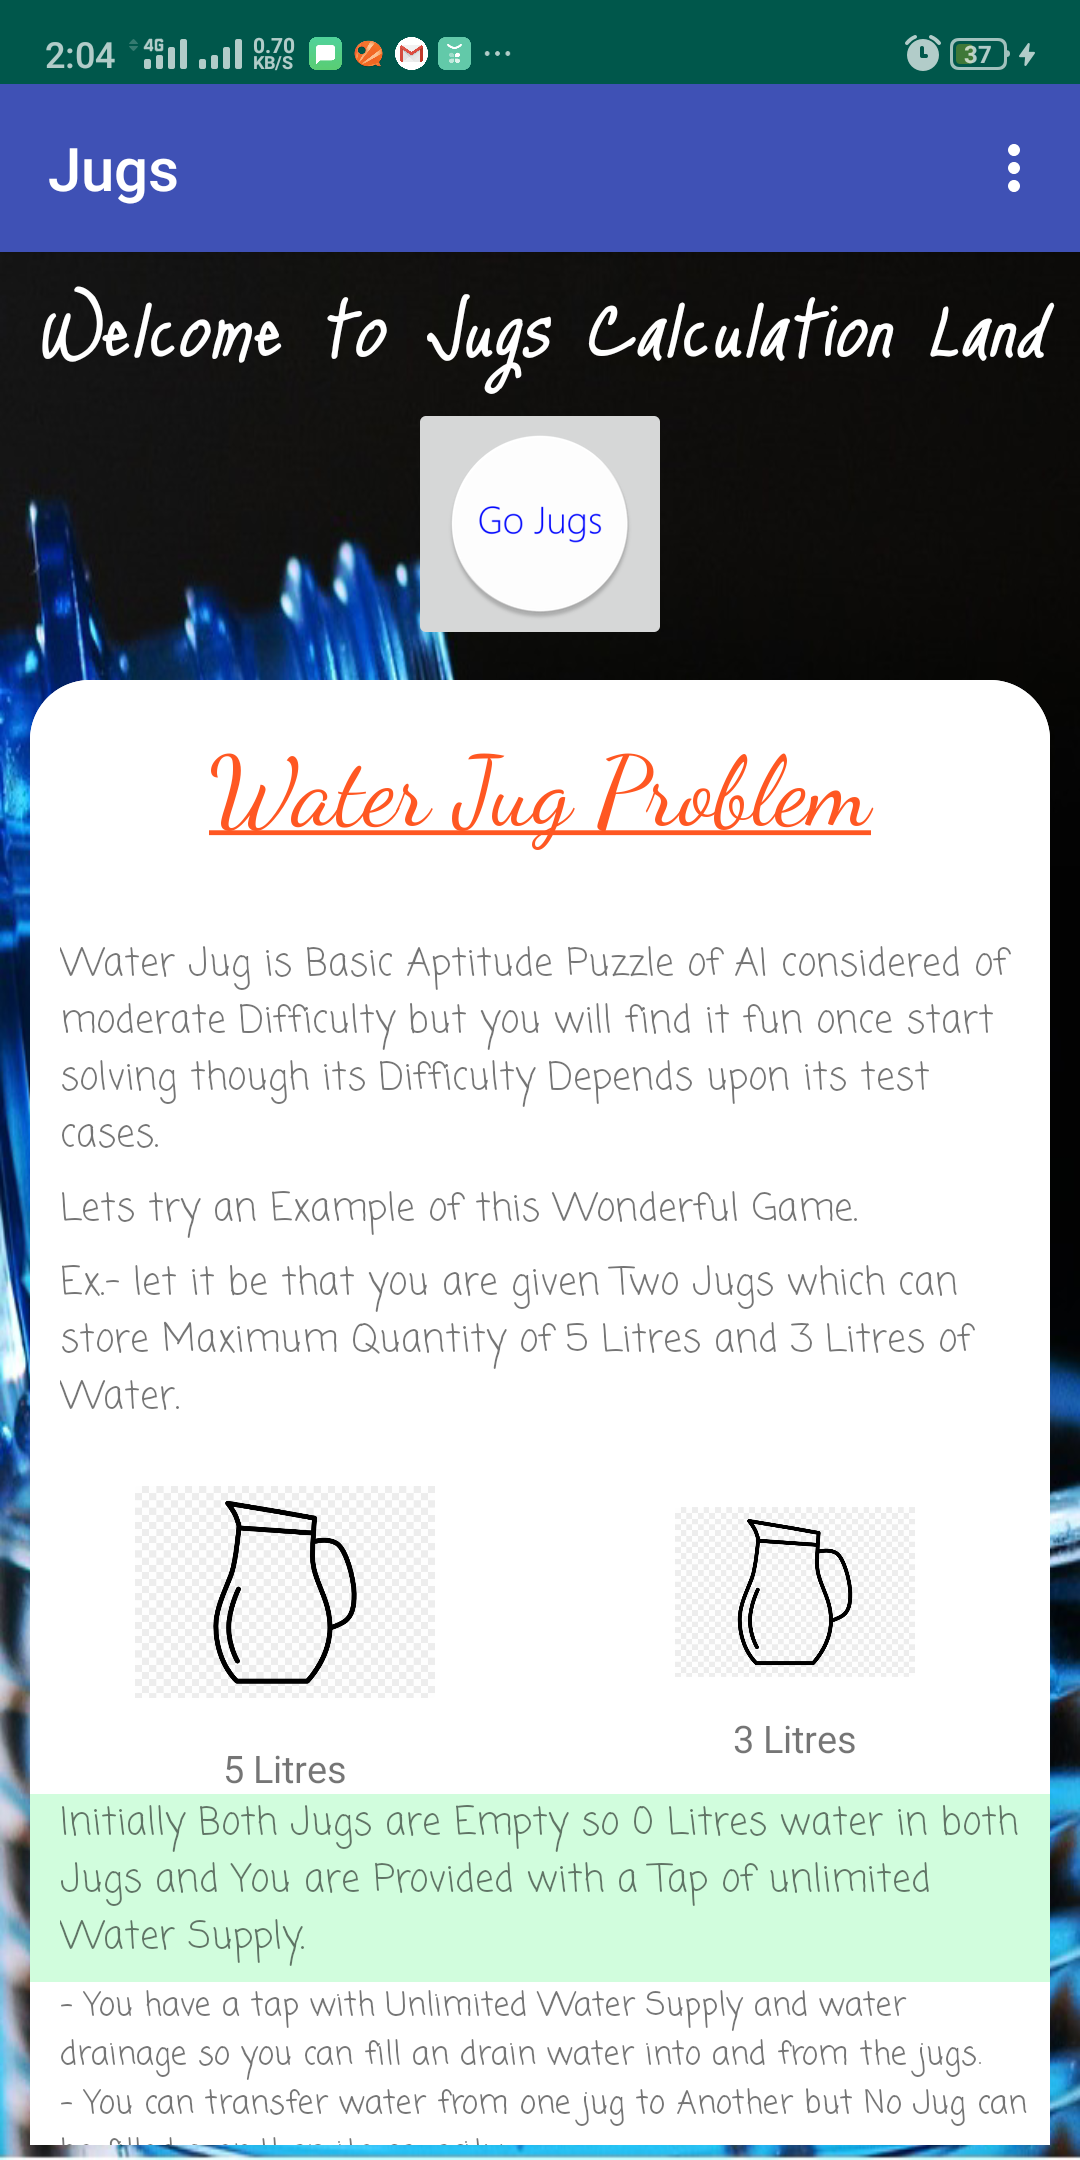 2:04 4G 0.70 KB/S 37
Jugs
Welcome to Jugs Calculation Land
Go Jugs
Water Jug Problem
Water Jug is Basic Aptitude Puzzle of AI considered of
moderate Difficulty but you will find it fun once start
solving though its Difficulty Depends upon its test
cases.
Lets try an Example of this Wonderful Game.
Ex.- let it be that you are given Two Jugs which can
store Maximum Quantity of 5 Litres and 3 Litres of
Water.
3 Litres
5 Litres
Initially Both Jugs are Empty so 0 Litres water in both
Jugs and You are Provided with a Tap of unlimited
Water Supply.
- You have a tap with Unlimited Water Supply and water
drainage so you can fill an drain water into and from the jugs.
- You can transfer water from one jug to Another but No Jug can